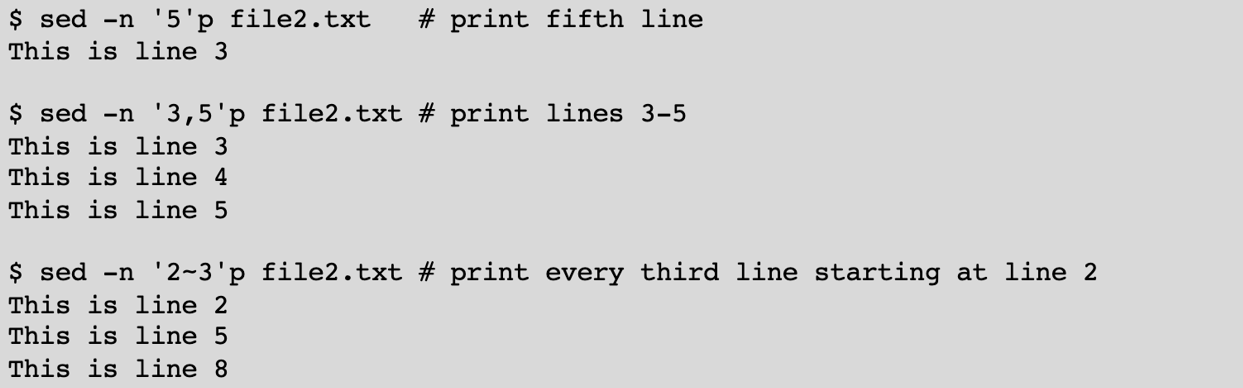 $ sed -n '5'p file2.txt   # print fifth line
This is line 3

$ sed -n '3,5'p file2.txt # print lines 3-5
This is line 3
This is line 4
This is line 5

$ sed -n '2~3'p file2.txt # print every third line starting at line 2
This is line 2
This is line 5
This is line 8